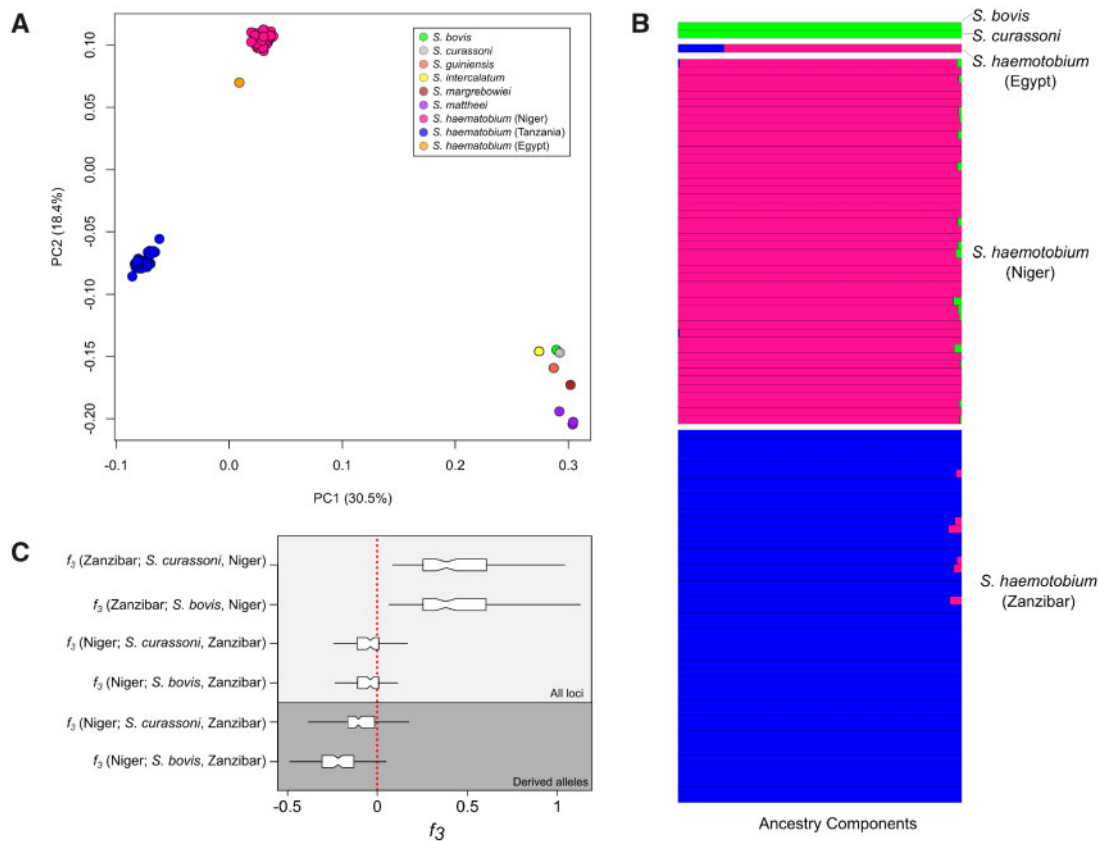 A
0.10
0.05
0.00
-0.05
-0.10
-0.15
-0.20
PC2 (18.4%)
-0.1
0.0
0.1
0.2
0.3
PC1 (30.5%)
S. bovis
S. curassoni
S. guiniensis
S. intercalatum
S. margrebowiei
S. mattheei
S. haematobium (Niger)
S. haematobium (Tanzania)
S. haematobium (Egypt)
B
S. bovis
S. curassoni
S. haemotobium
(Egypt)
S. haemotobium
(Niger)
S. haemotobium
(Zanzibar)
Ancestry Components
C
f3 (Zanzibar; S. curassoni, Niger)
f3 (Zanzibar; S. bovis, Niger)
f3 (Niger; S. curassoni, Zanzibar)
f3 (Niger; S. bovis, Zanzibar)
All loci
f3 (Niger; S. curassoni, Zanzibar)
f3 (Niger; S. bovis, Zanzibar)
Derived alleles
-0.5
0
0.5
1
f3